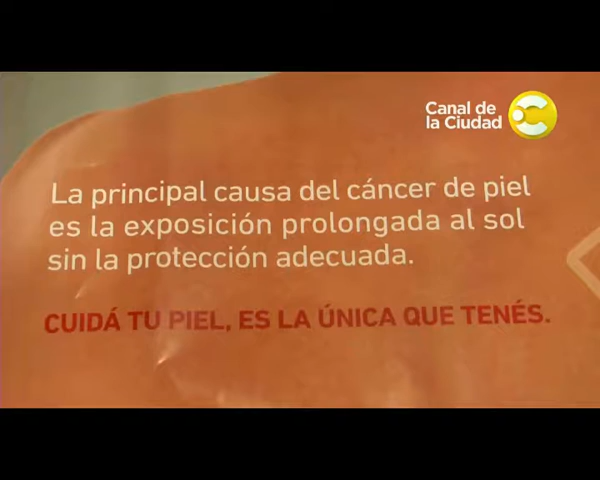 Canal de
la Ciudad
La principal causa del cáncer de piel
es la exposición prolongada al sol
sin la protección adecuada.
CUIDÁ TU PIEL, ES LA ÚNICA QUE TENÉS.